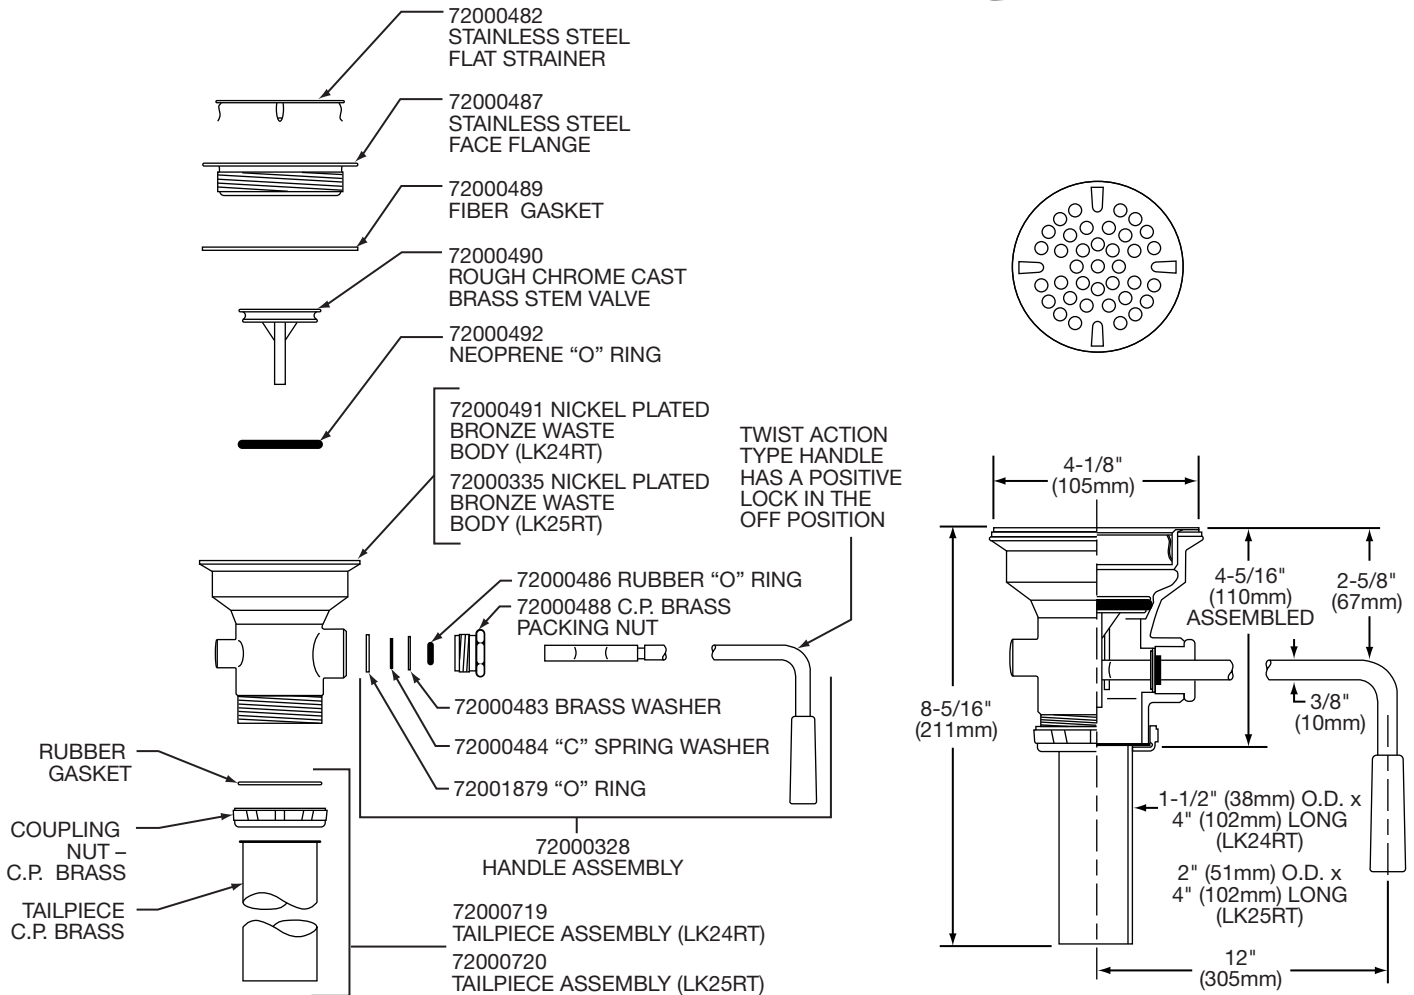 72000482
STAINLESS STEEL
FLAT STRAINER
72000487
STAINLESS STEEL
FACE FLANGE
72000489
FIBER GASKET
72000490
ROUGH CHROME CAST
BRASS STEM VALVE
72000492
NEOPRENE “O” RING
72000491 NICKEL PLATED
BRONZE WASTE
BODY (LK24RT)
72000335 NICKEL PLATED
BRONZE WASTE
BODY (LK25RT)
TWIST ACTION
TYPE HANDLE
HAS A POSITIVE
LOCK IN THE
OFF POSITION
72000486 RUBBER “O” RING
72000488 C.P. BRASS
PACKING NUT
72000483 BRASS WASHER
72000484 “C” SPRING WASHER
72001879 “O” RING
72000328
HANDLE ASSEMBLY
RUBBER
GASKET
COUPLING
NUT –
C.P. BRASS
TAILPIECE
C.P. BRASS
72000719
TAILPIECE ASSEMBLY (LK24RT)
72000720
TAILPIECE ASSEMBLY (LK25RT)
4-1/8"
(105mm)
4-5/16"
(110mm)
ASSEMBLED
2-5/8"
(67mm)
8-5/16"
(211mm)
3/8"
(10mm)
1-1/2" (38mm) O.D. x
4" (102mm) LONG
(LK24RT)
2" (51mm) O.D. x
4" (102mm) LONG
(LK25RT)
12"
(305mm)